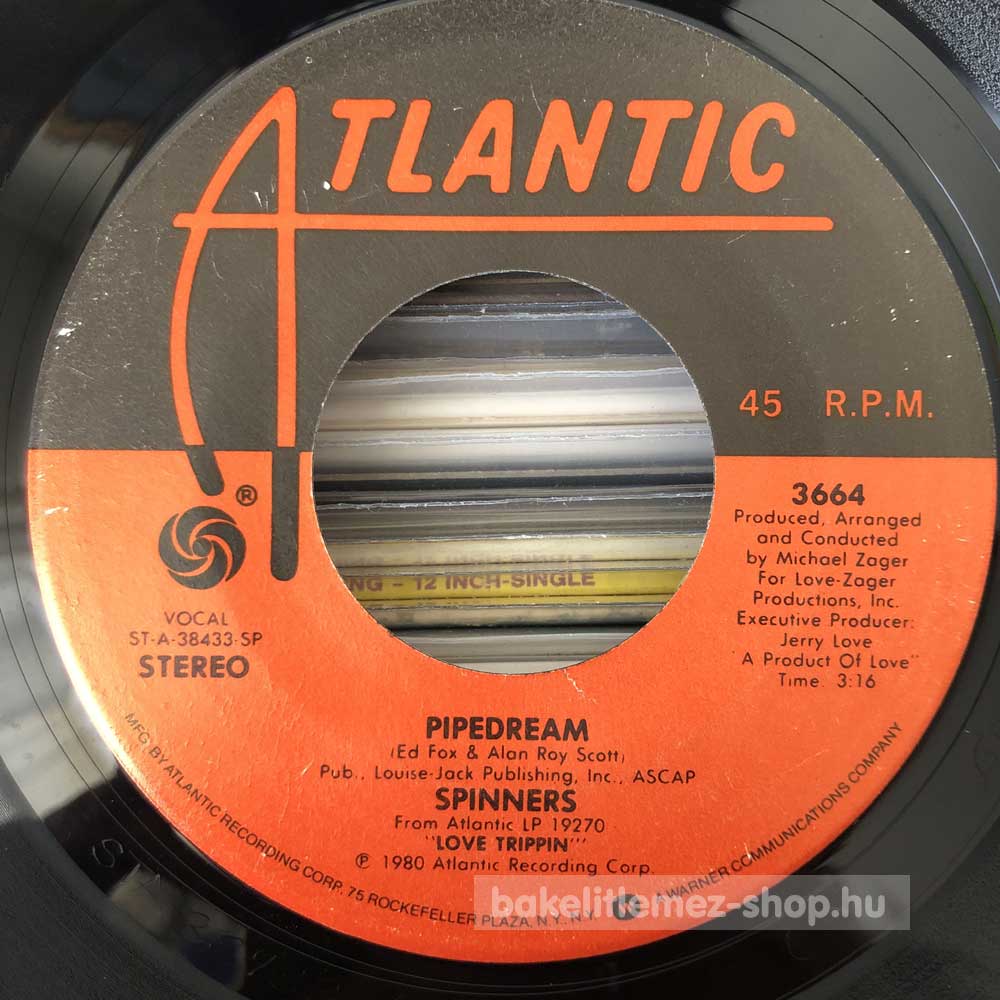 ATLANTIC
45 R.P.M.
®
3664
Produced, Arranged
and Conducted
by Michael Zager
For Love-Zager
Productions, Inc.
Executive Producer:
Jerry Love
"A Product Of Love"
Time: 3:16
VOCAL
ST-A-38433-SP
STEREO
NG - 12 INCH-SINGLE
PIPEDREAM
(Ed Fox & Alan Roy Scott)
Pub., Louise-Jack Publishing, Inc., ASCAP
SPINNERS
From Atlantic LP 19270
"LOVE TRIPPIN'"
℗ 1980 Atlantic Recording Corp.
MFG. BY ATLANTIC RECORDING CORP. 75 ROCKEFELLER PLAZA, N.Y., N.Y. A WARNER COMMUNICATIONS COMPANY
bakelitlemez-shop.hu